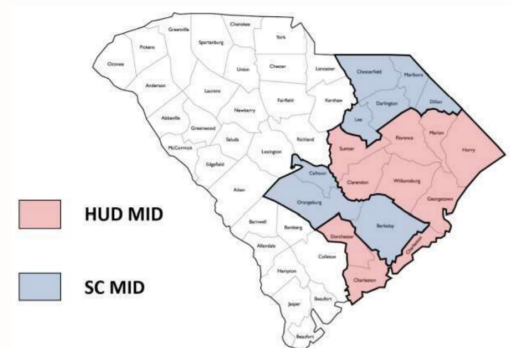 Cherokee
Greenville
York
Spartanburg
Pickens
Oconee
Union
Chester
Lancaster
Chesterfield
Marlboro
Anderson
Laurens
Darlington
Dillon
Fairfield
Kershaw
Newberry
Lee
Abbeville
Greenwood
Marion
Florence
Saluda
Richland
Sumter
Horry
McCormick
Lexington
Edgefield
Calhoun
Clarendon
Williamsburg
Aiken
Orangeburg
Georgetown
HUD MID
Barnwell
Bamberg
Berkeley
Dorchester
Allendale
Charleston
Colleton
Hampton
SC MID
Charleston
Jasper
Beaufort
Beaufort